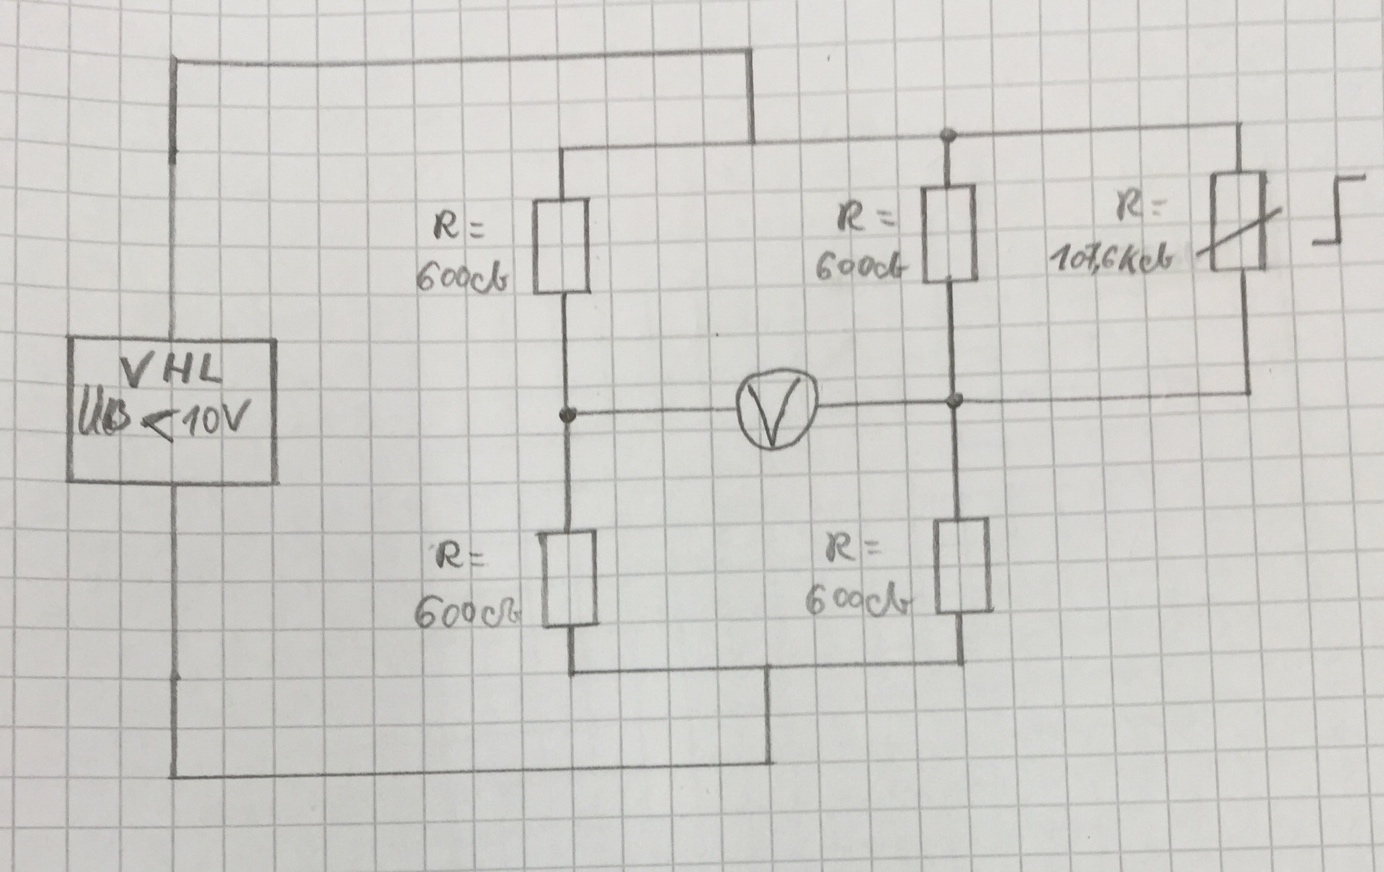 R =
600Ω
R =
600Ω
R =
107,6KΩ
VHL
UB < 10V
V
R =
600Ω
R =
600Ω